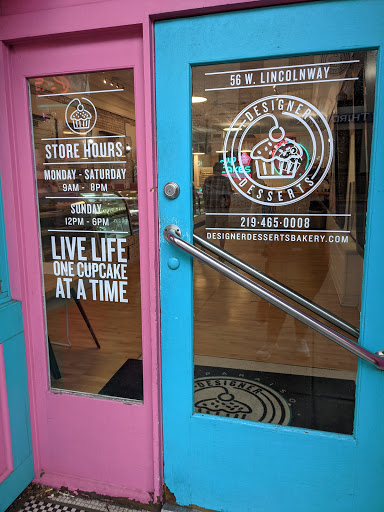 STORE HOURS
MONDAY - SATURDAY
9AM - 8PM
SUNDAY
12PM - 6PM
LIVE LIFE
ONE CUPCAKE
AT A TIME
56 W. LINCOLNWAY
DESIGNER
DESSERTS
219-465-0008
DESIGNERDESSERTSBAKERY.COM
DESIGNER